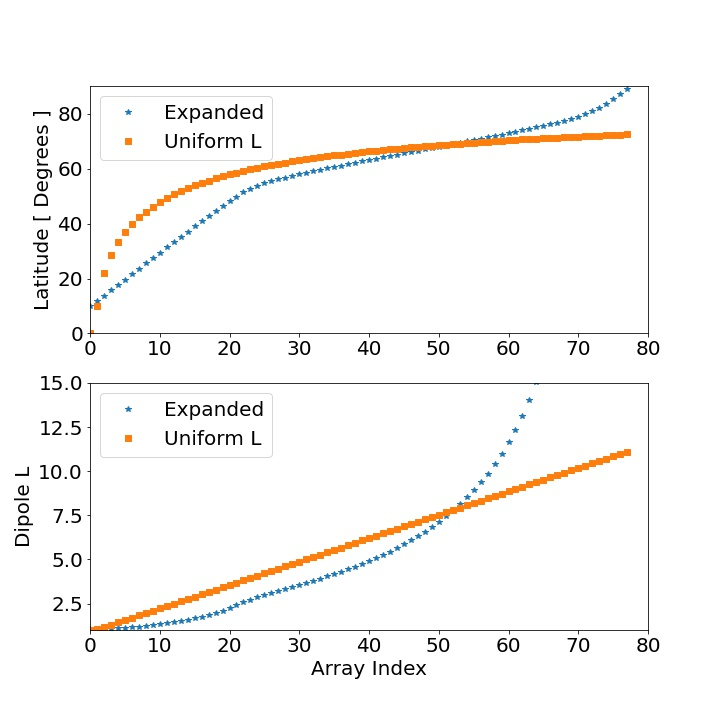 Latitude [ Degrees ]
80
60
40
20
0
Expanded
Uniform L
0 10 20 30 40 50 60 70 80
Dipole L
15.0
12.5
10.0
7.5
5.0
2.5
Expanded
Uniform L
0 10 20 30 40 50 60 70 80
Array Index